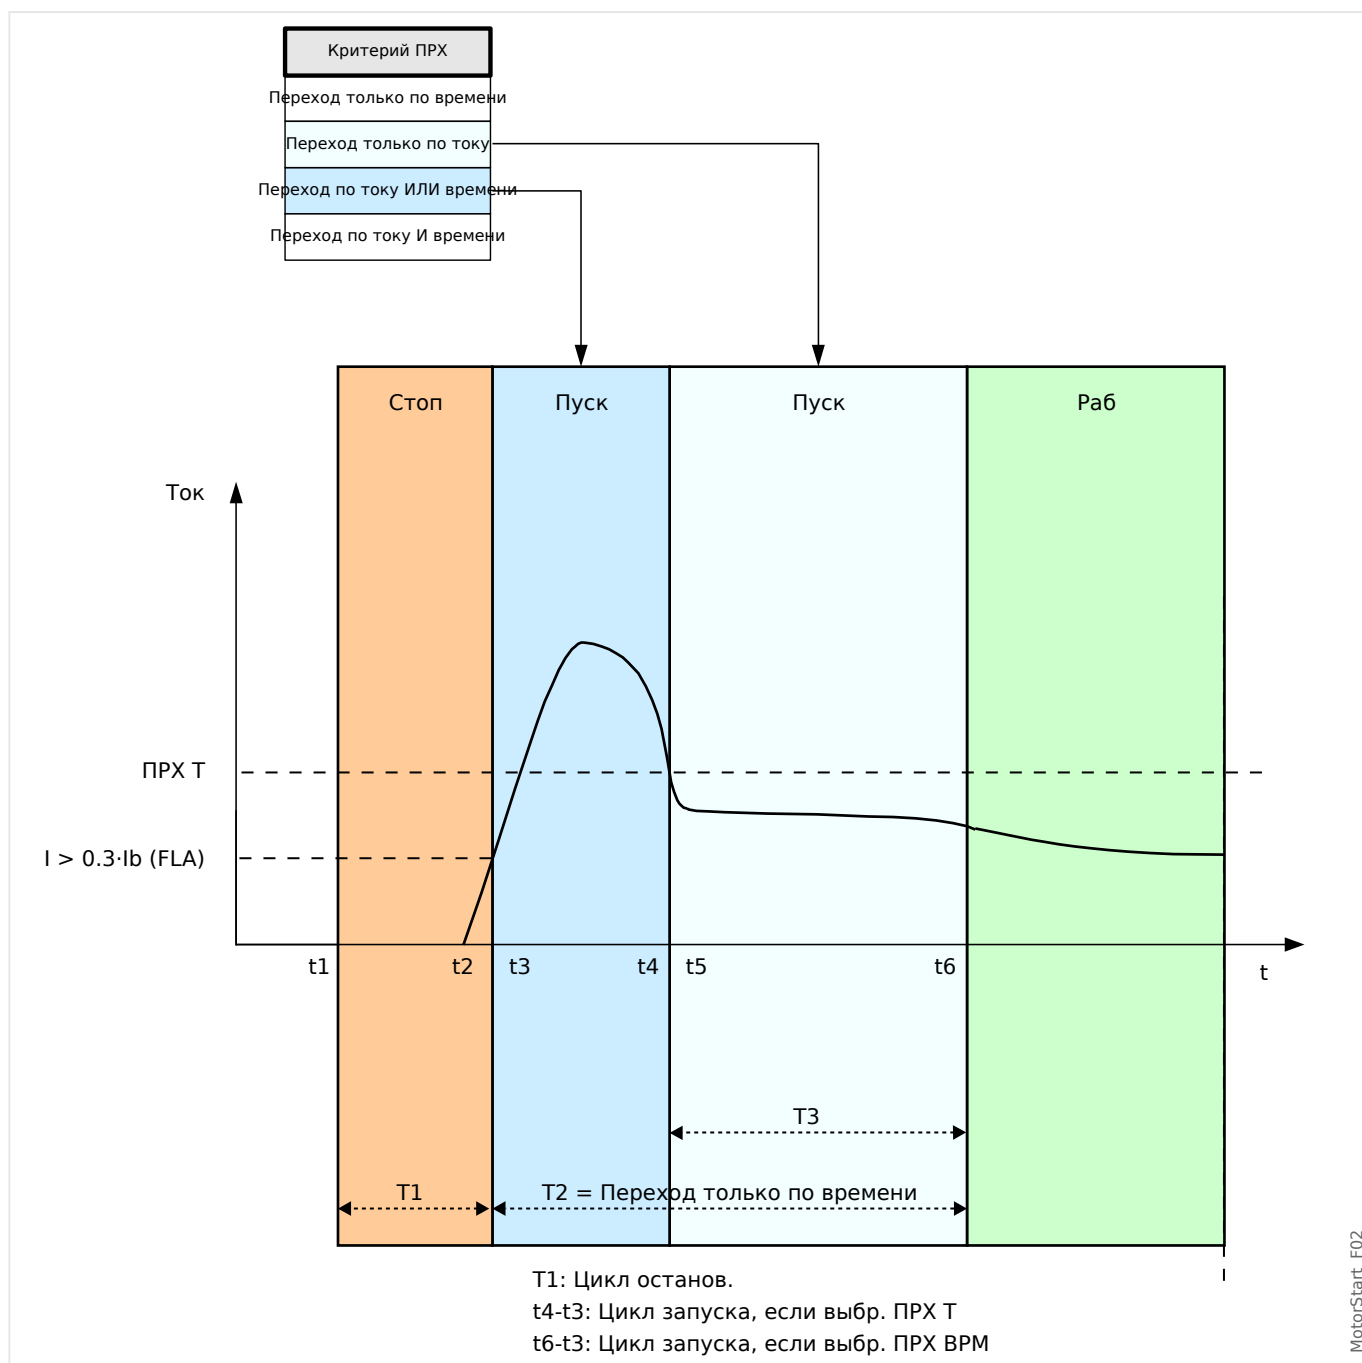 Критерий ПРХ
Переход только по времени
Переход только по току
Переход по току ИЛИ времени
Переход по току И времени
Стоп
Пуск
Пуск
Раб
Ток
ПРХ Т
I > 0.3·Ib (FLA)
t1
t2
t3
t4
t5
t6
t
T3
T1
T2 = Переход только по времени
T1: Цикл останов.
t4-t3: Цикл запуска, если выбр. ПРХ Т
t6-t3: Цикл запуска, если выбр. ПРХ ВРМ
MotorStart_F02